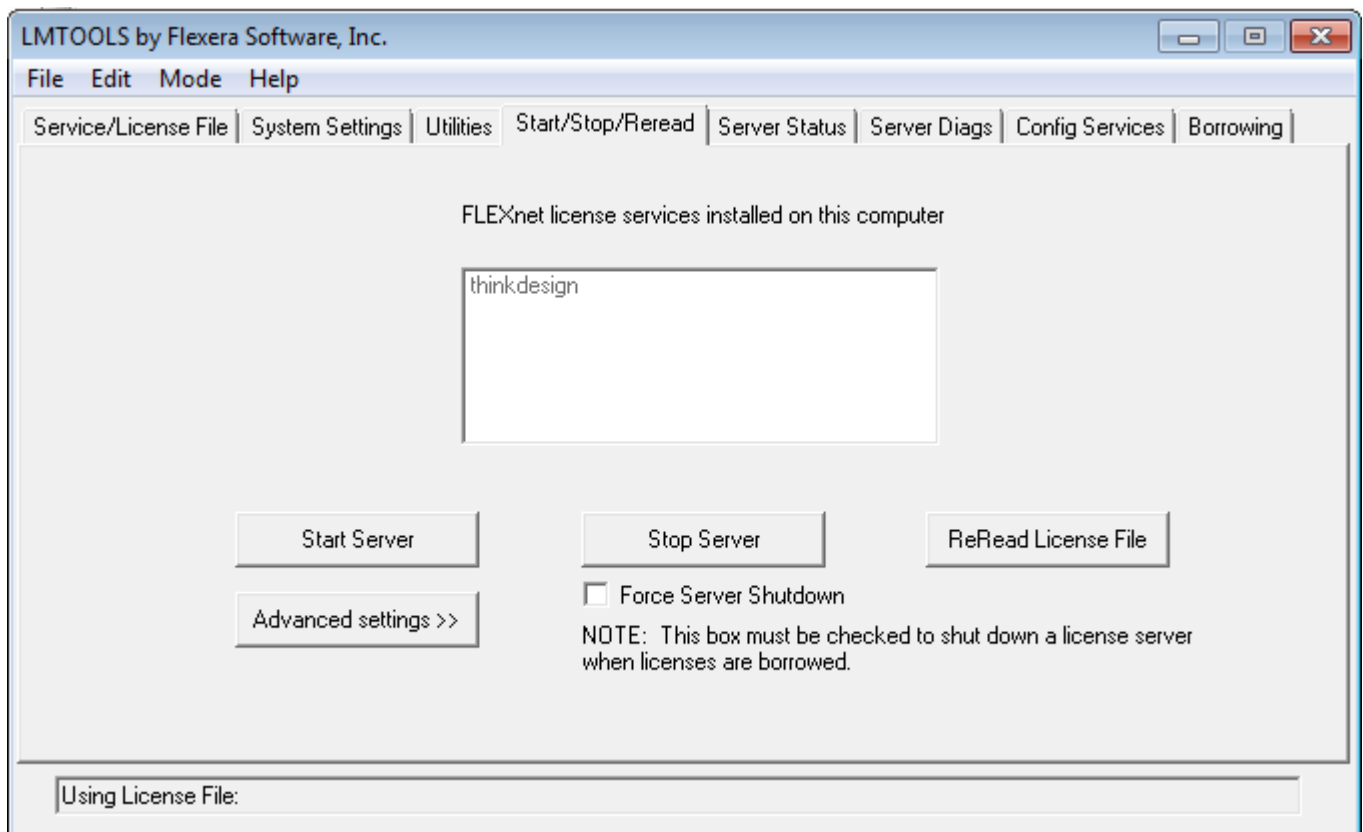 LMTOOLS by Flexera Software, Inc.
File Edit Mode Help
Service/License File System Settings Utilities Start/Stop/Reread Server Status Server Diags Config Services Borrowing
FLEXnet license services installed on this computer
thinkdesign
Start Server Stop Server ReRead License File
Advanced settings >> Force Server Shutdown
NOTE: This box must be checked to shut down a license server
when licenses are borrowed.
Using License File: